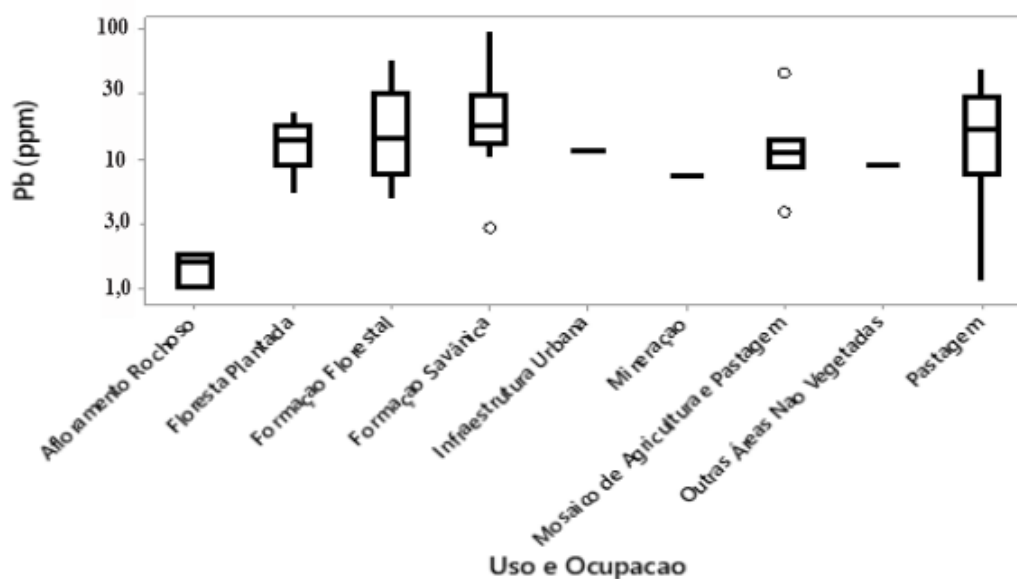 100
30
10
3,0
1,0
Pb (ppm)
Afloramento Rochoso
Floresta Plantada
Formação Florestal
Formação Savânica
Infraestrutura Urbana
Mineração
Mosaico de Agricultura e Pastagem
Outras Áreas Não Vegetadas
Pastagem
Uso e Ocupacao